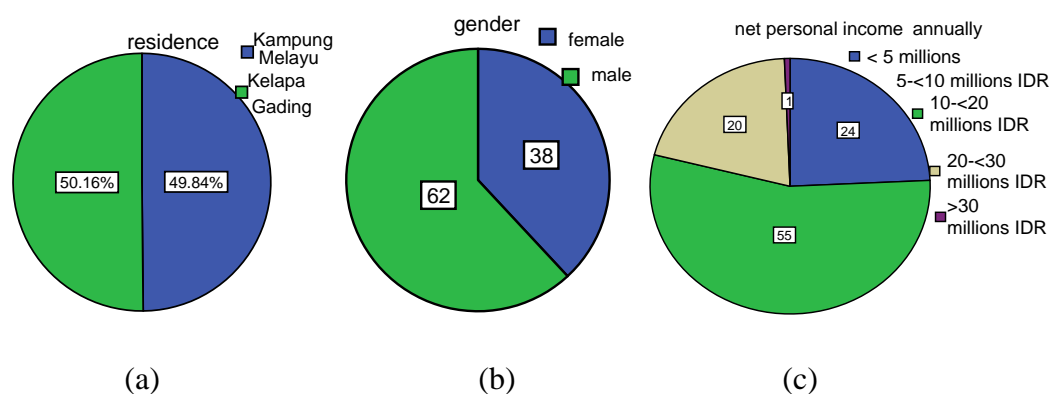 residence
Kampung
Melayu
Kelapa
Gading
50.16%
49.84%
(a)
gender
female
male
38
62
(b)
net personal income annually
< 5 millions
5-<10 millions IDR
10-<20
millions IDR
20-<30
millions IDR
>30
millions IDR
1
20
24
55
(c)